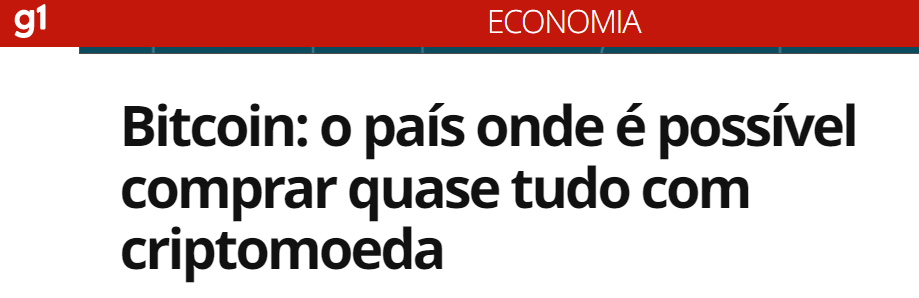 g1
ECONOMIA
Bitcoin: o país onde é possível
comprar quase tudo com
criptomoeda